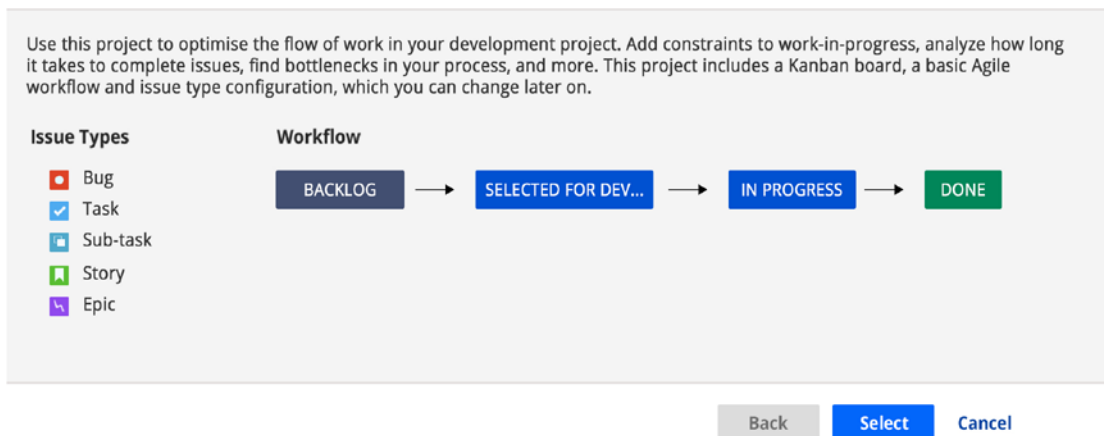 Use this project to optimise the flow of work in your development project. Add constraints to work-in-progress, analyze how long
it takes to complete issues, find bottlenecks in your process, and more. This project includes a Kanban board, a basic Agile
workflow and issue type configuration, which you can change later on.
Issue Types
Bug
Task
Sub-task
Story
Epic
Workflow
BACKLOG
SELECTED FOR DEV...
IN PROGRESS
DONE
Back
Select
Cancel